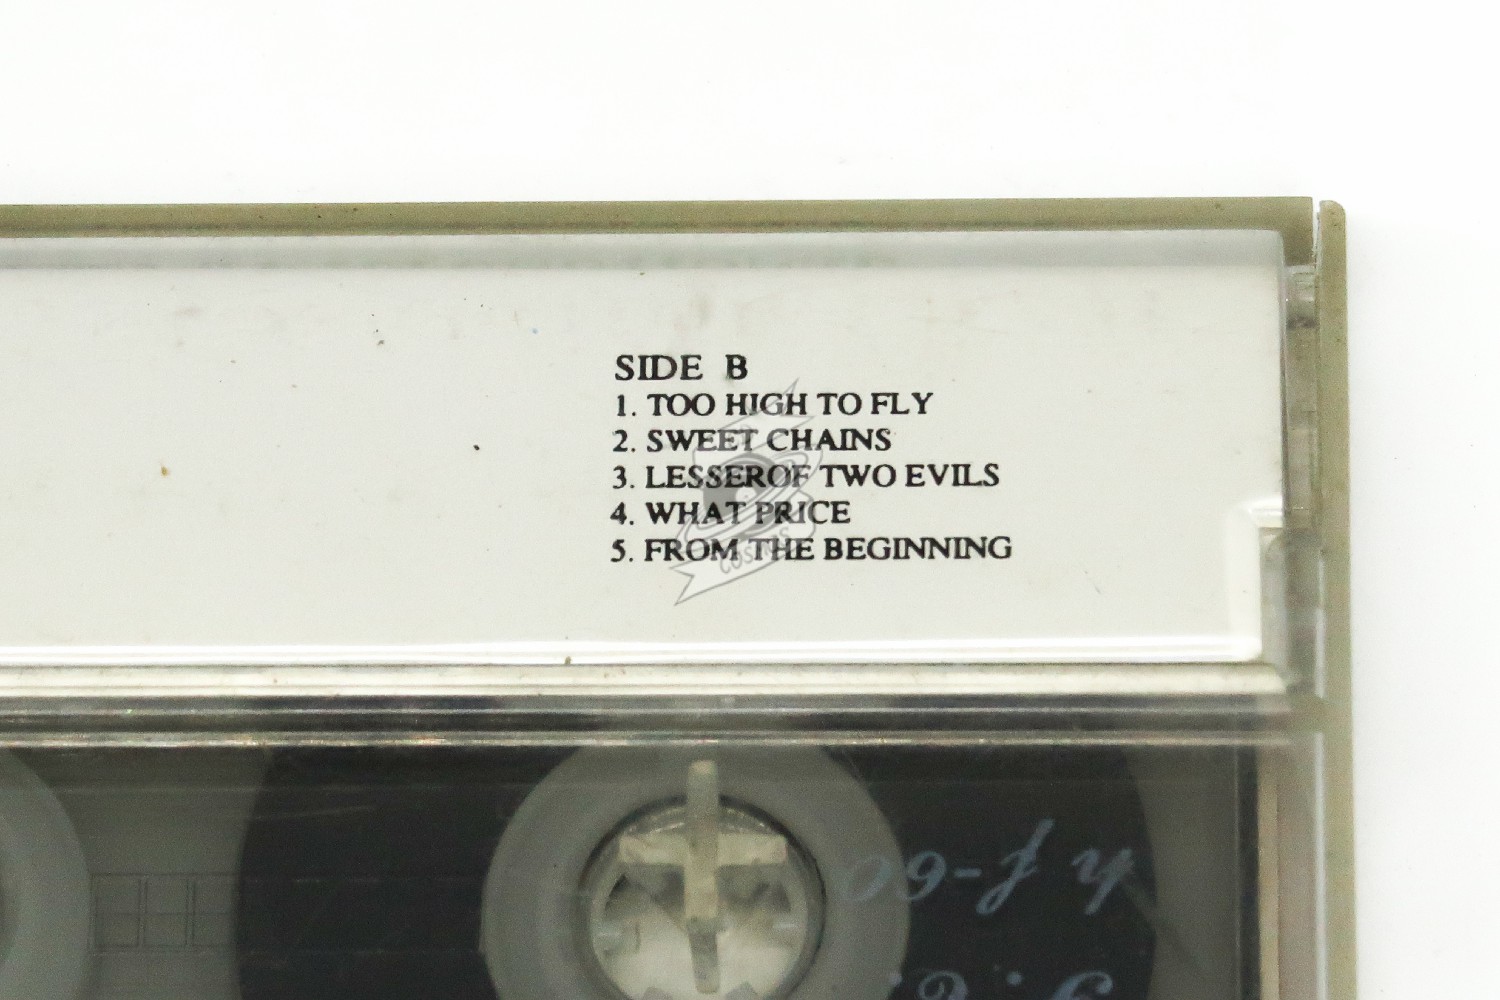 SIDE B
1. TOO HIGH TO FLY
2. SWEET CHAINS
3. LESSEROF TWO EVILS
4. WHAT PRICE
5. FROM THE BEGINNING
COSMOS